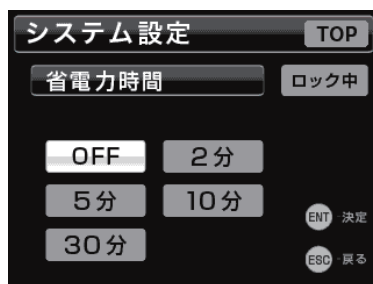 システム設定 TOP
省電力時間 ロック中
OFF 2分
5分 10分
ENT -決定
30分
ESC -戻る